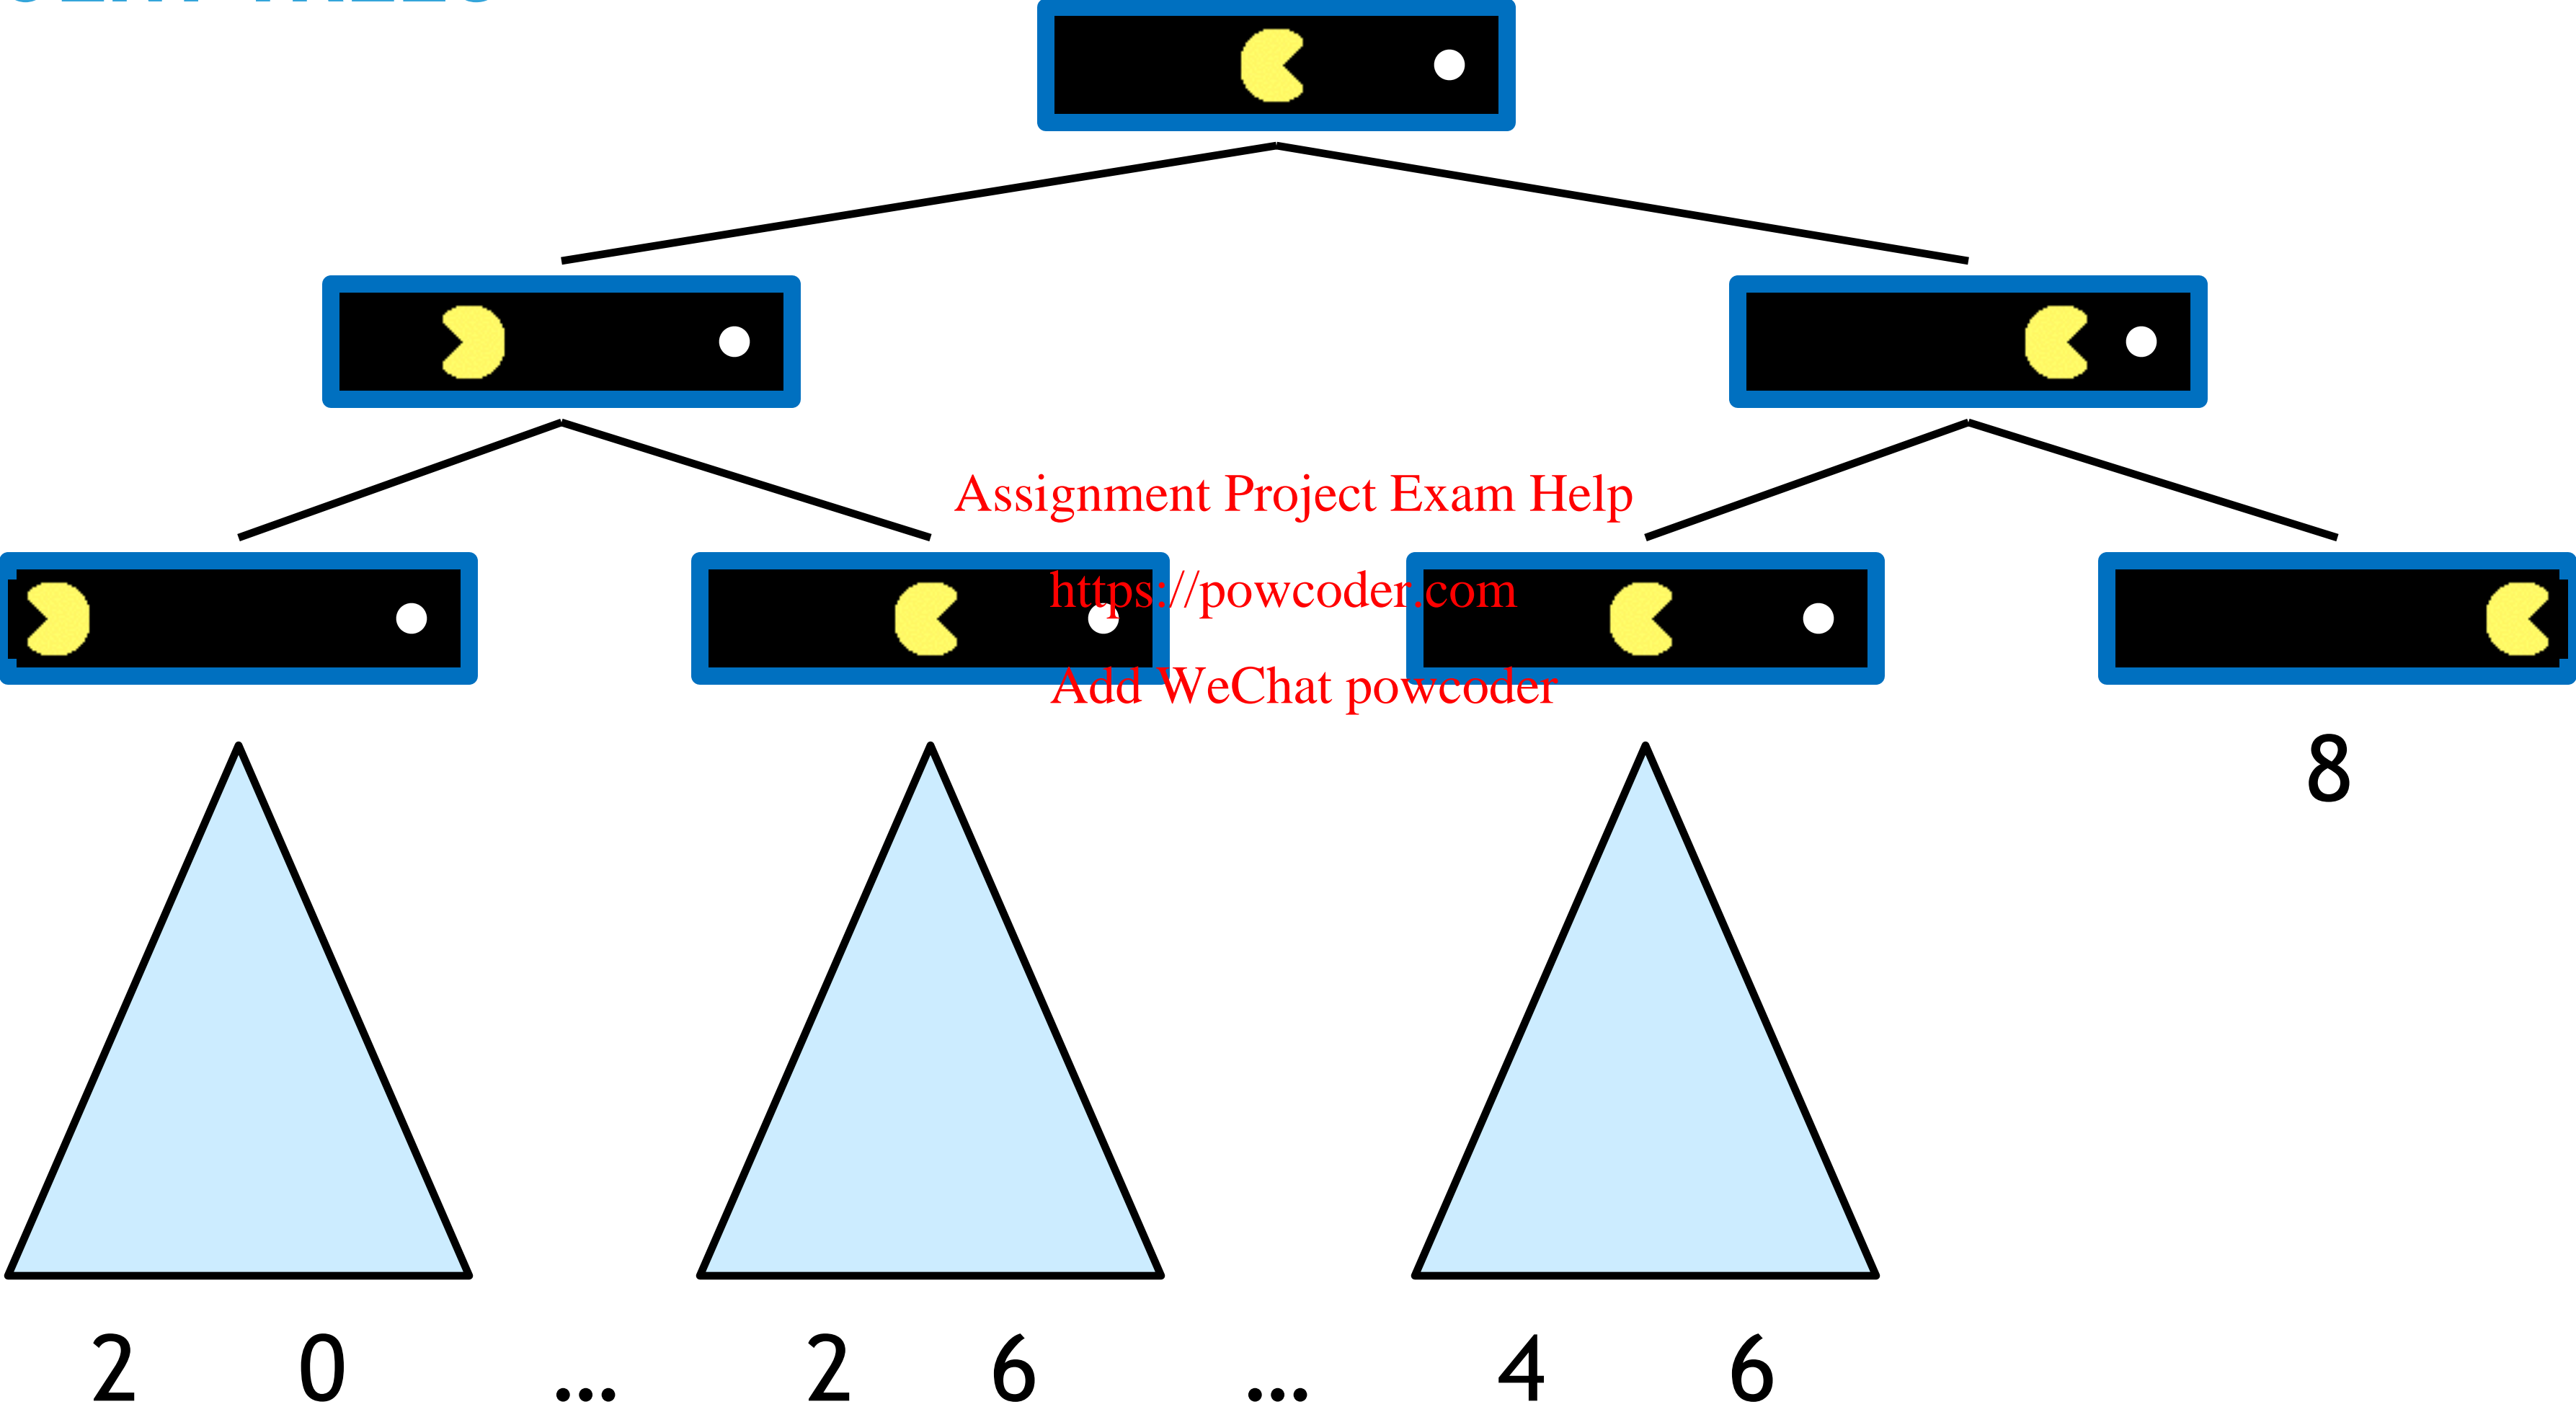 Assignment Project Exam Help
https://powcoder.com
Add WeChat powcoder
8
2 0 ... 2 6 ... 4 6